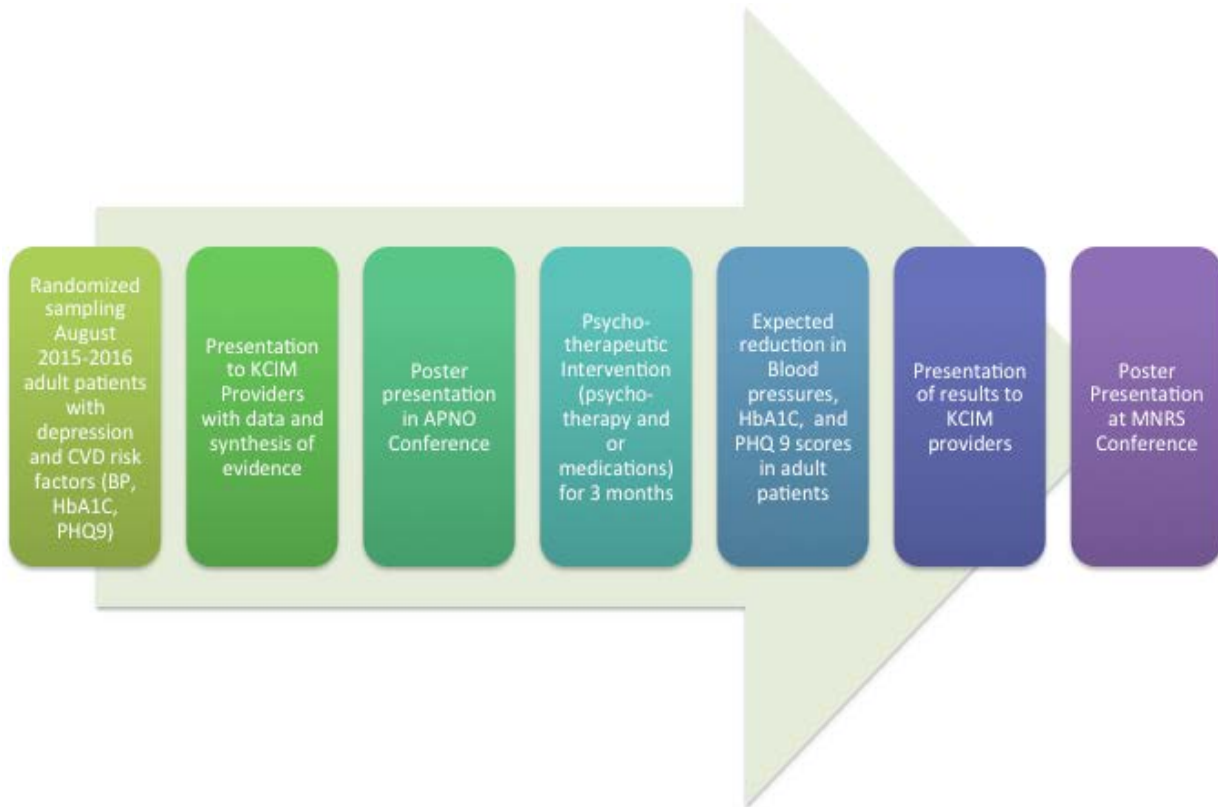 Randomized
sampling
August
2015-2016
adult patients
with
depression
and CVD risk
factors (BP,
HbA1C,
PHQ9)
Presentation
to KCIM
Providers
with data and
synthesis of
evidence
Poster
presentation
in APNO
Conference
Psycho-
therapeutic
Intervention
(psycho-
therapy and
or
medications)
for 3 months
Expected
reduction in
Blood
pressures,
HbA1C, and
PHQ 9 scores
in adult
patients
Presentation
of results to
KCIM
providers
Poster
Presentation
at MNRS
Conference